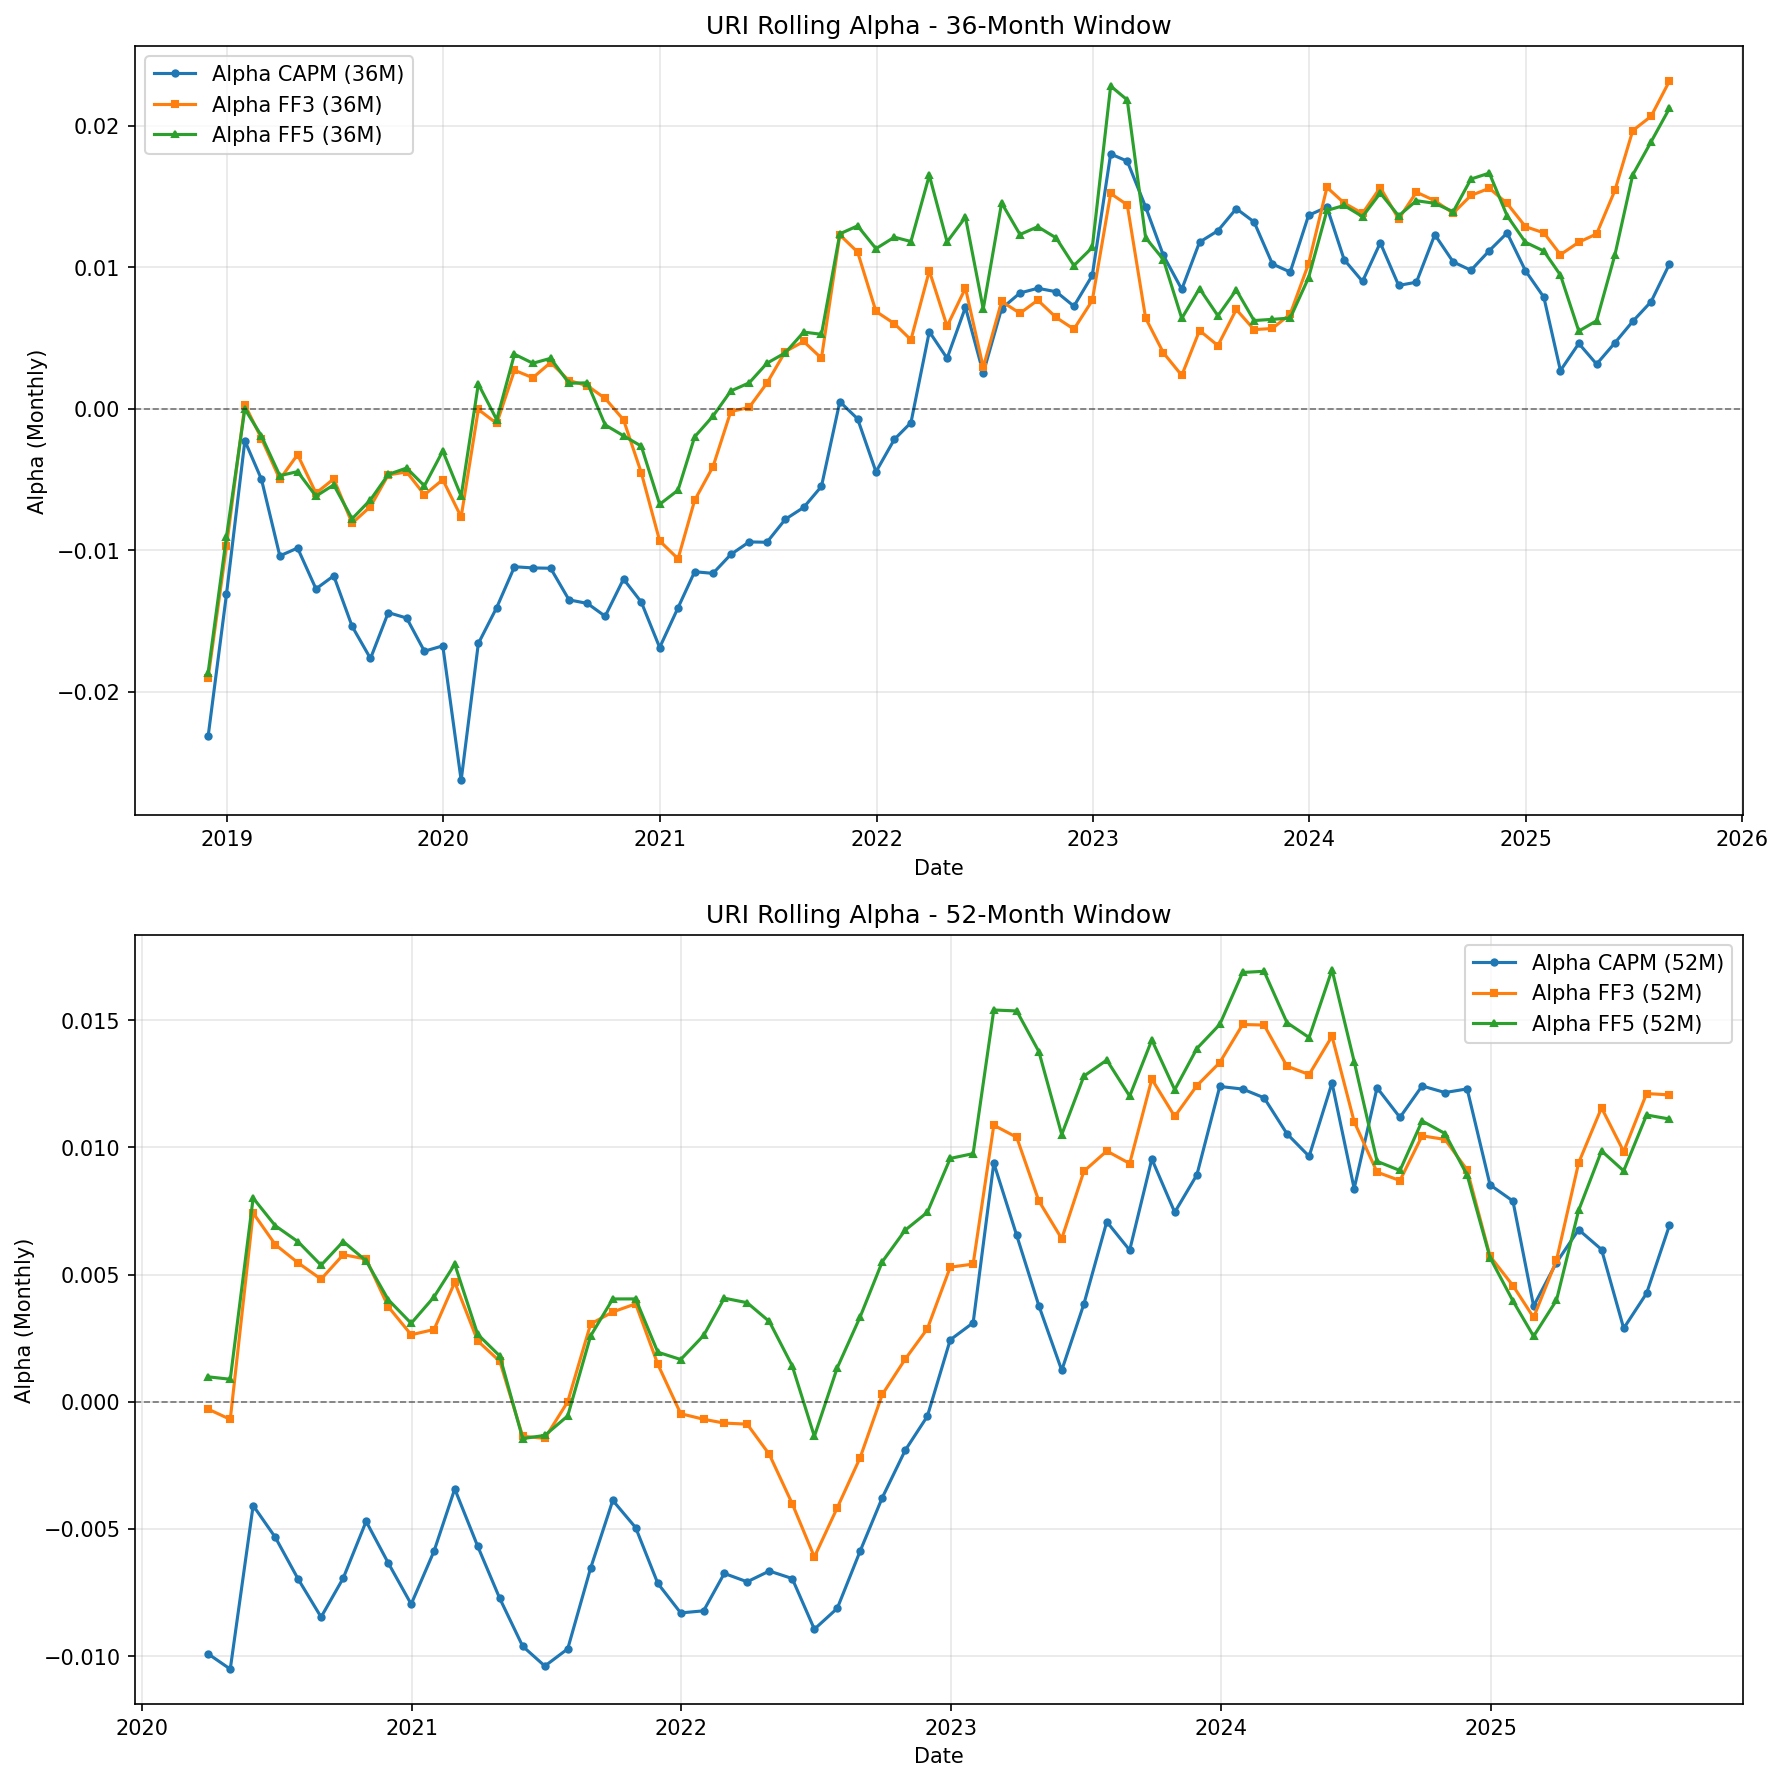 URI Rolling Alpha - 36-Month Window
Alpha CAPM (36M)
Alpha FF3 (36M)
Alpha FF5 (36M)
Alpha (Monthly)
0.02
0.01
0.00
−0.01
−0.02
2019 2020 2021 2022 2023 2024 2025 2026
Date
URI Rolling Alpha - 52-Month Window
Alpha CAPM (52M)
Alpha FF3 (52M)
Alpha FF5 (52M)
Alpha (Monthly)
0.015
0.010
0.005
0.000
−0.005
−0.010
2020 2021 2022 2023 2024 2025
Date